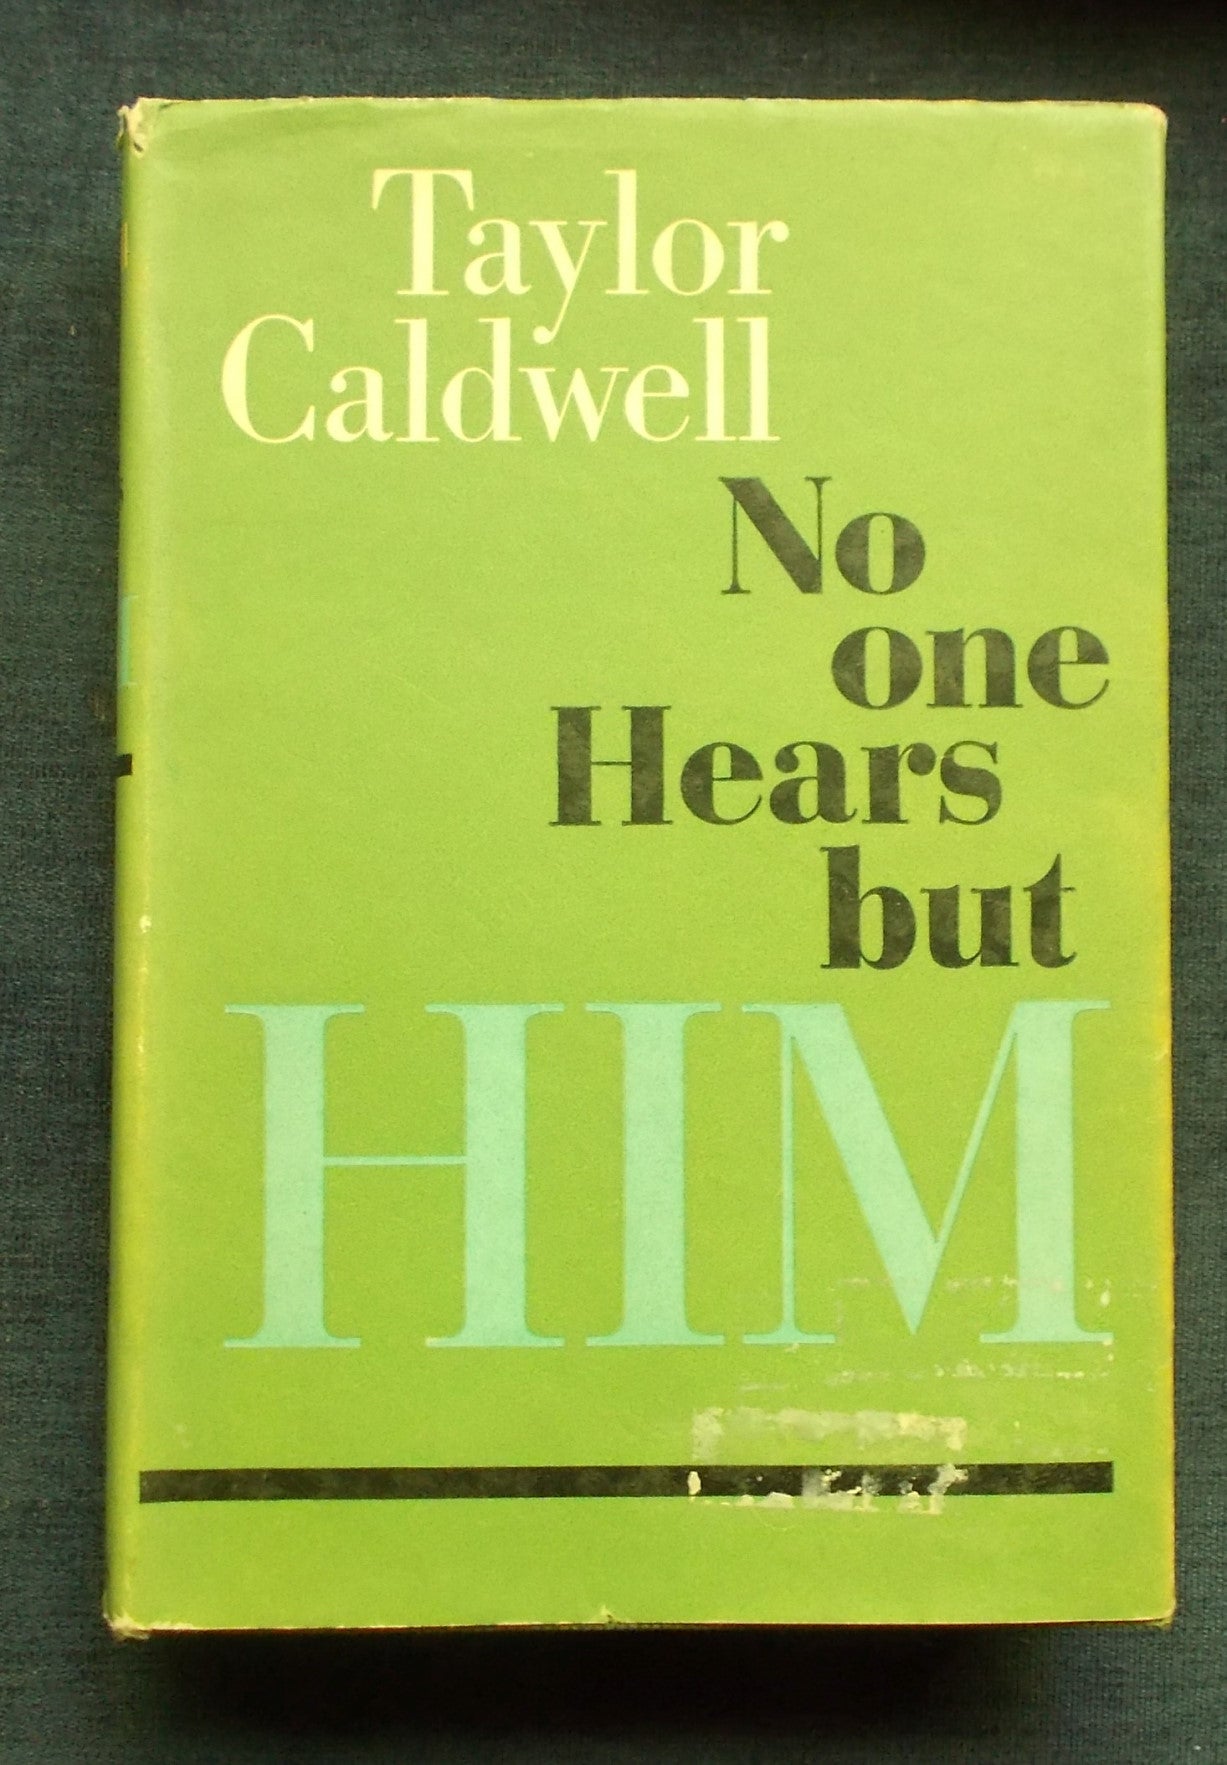 Taylor
Caldwell
No
one
Hears
but
HIM